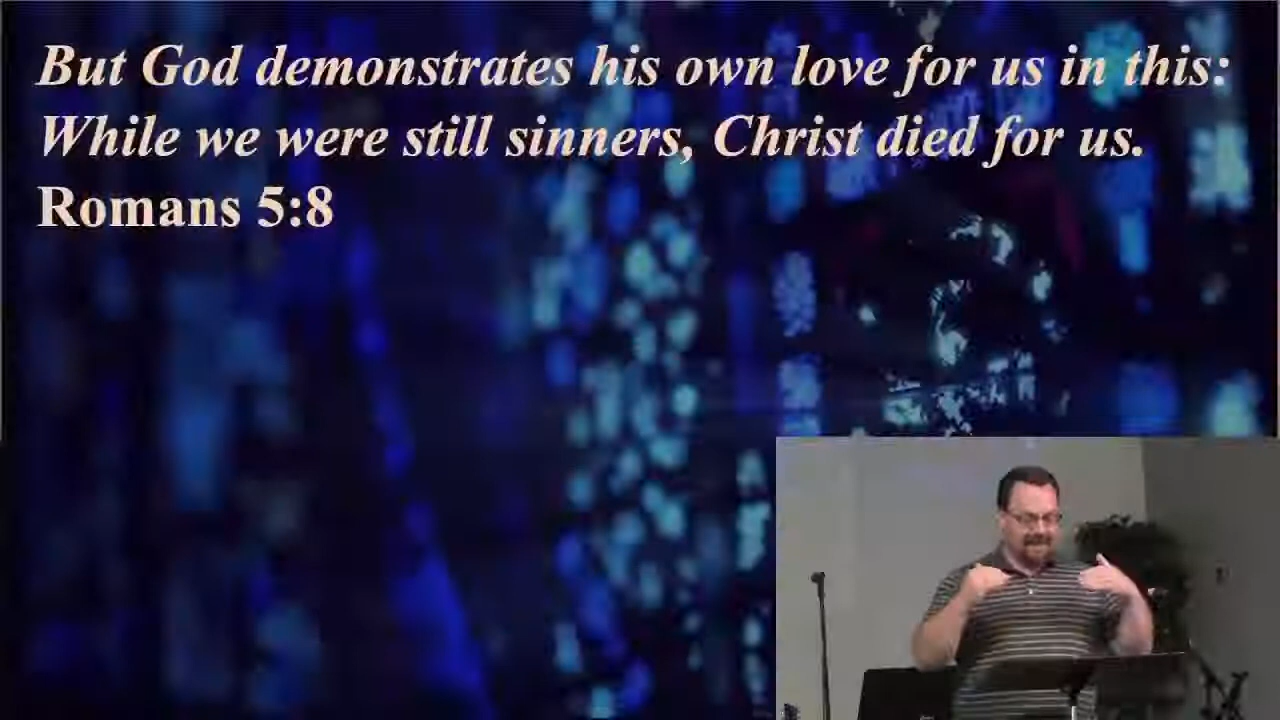 But God demonstrates his own love for us in this:
While we were still sinners, Christ died for us.
Romans 5:8